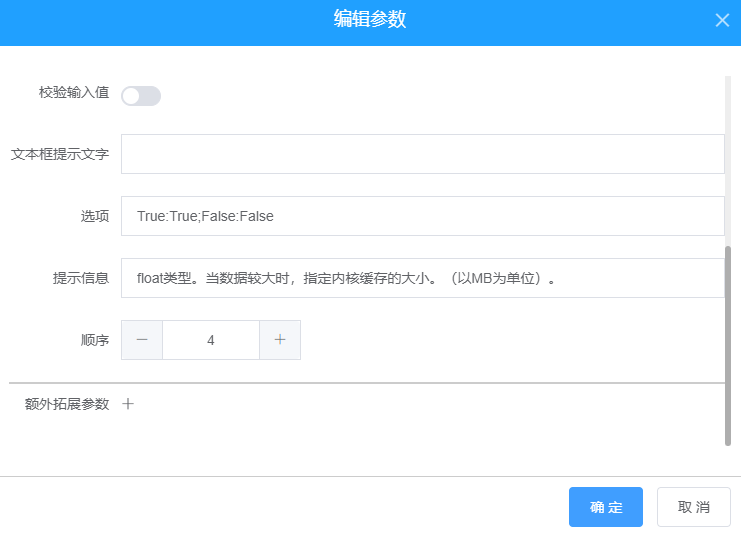 编辑参数
校验输入值
文本框提示文字
选项 True:True;False:False
提示信息 float类型。当数据较大时，指定内核缓存的大小。（以MB为单位）。
顺序 − 4 +
额外拓展参数 +
确定 取消